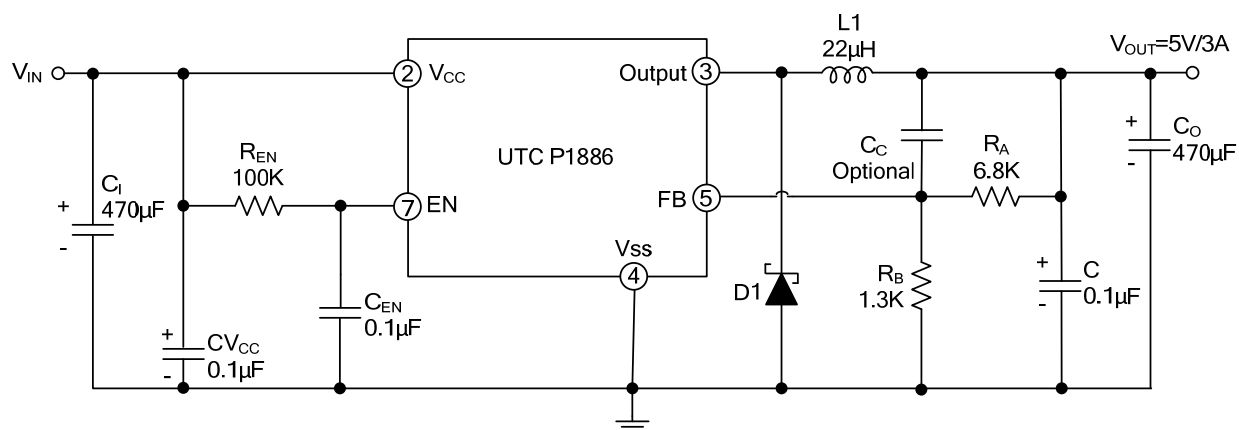 L1
22µH
VOUT=5V/3A
VIN
2
VCC
Output
3
UTC P1886
CC
Optional
RA
6.8K
+
-
CO
470µF
REN
100K
CI
470µF
+
-
7
EN
FB
5
Vss
4
D1
RB
1.3K
+
-
C
0.1µF
CEN
0.1µF
+
-
CVCC
0.1µF